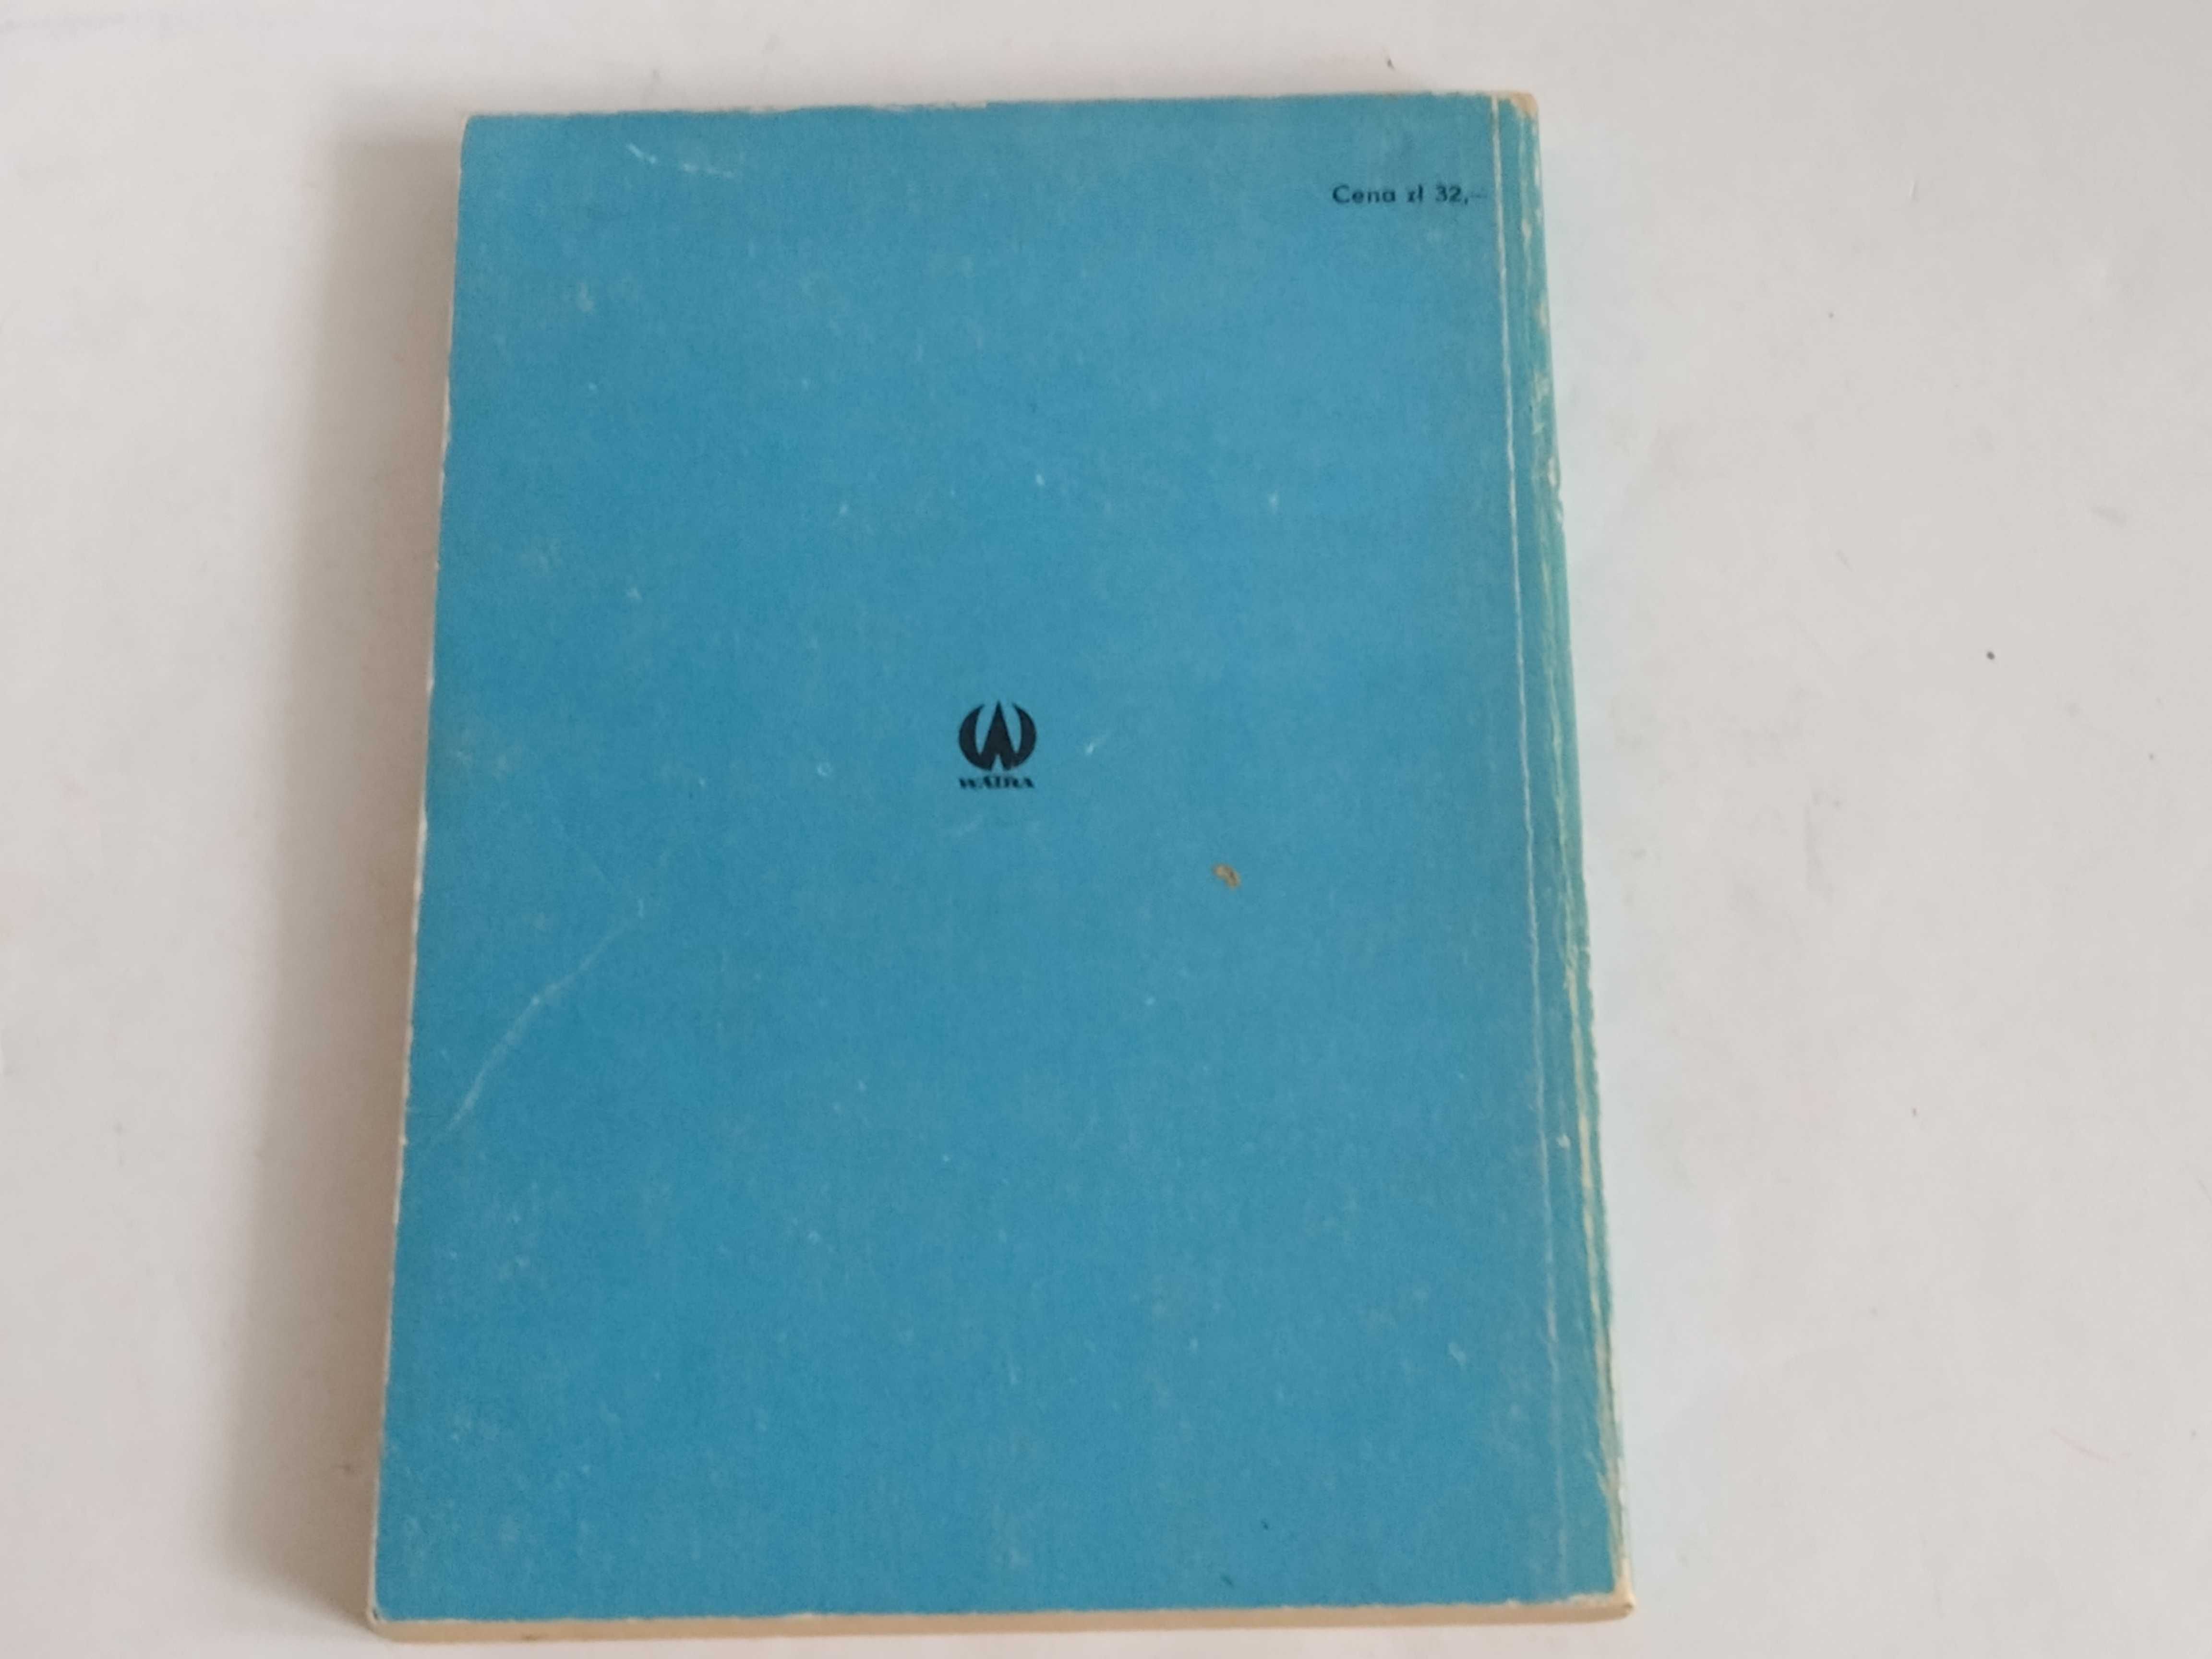 Cena zł 32,—
WATRA